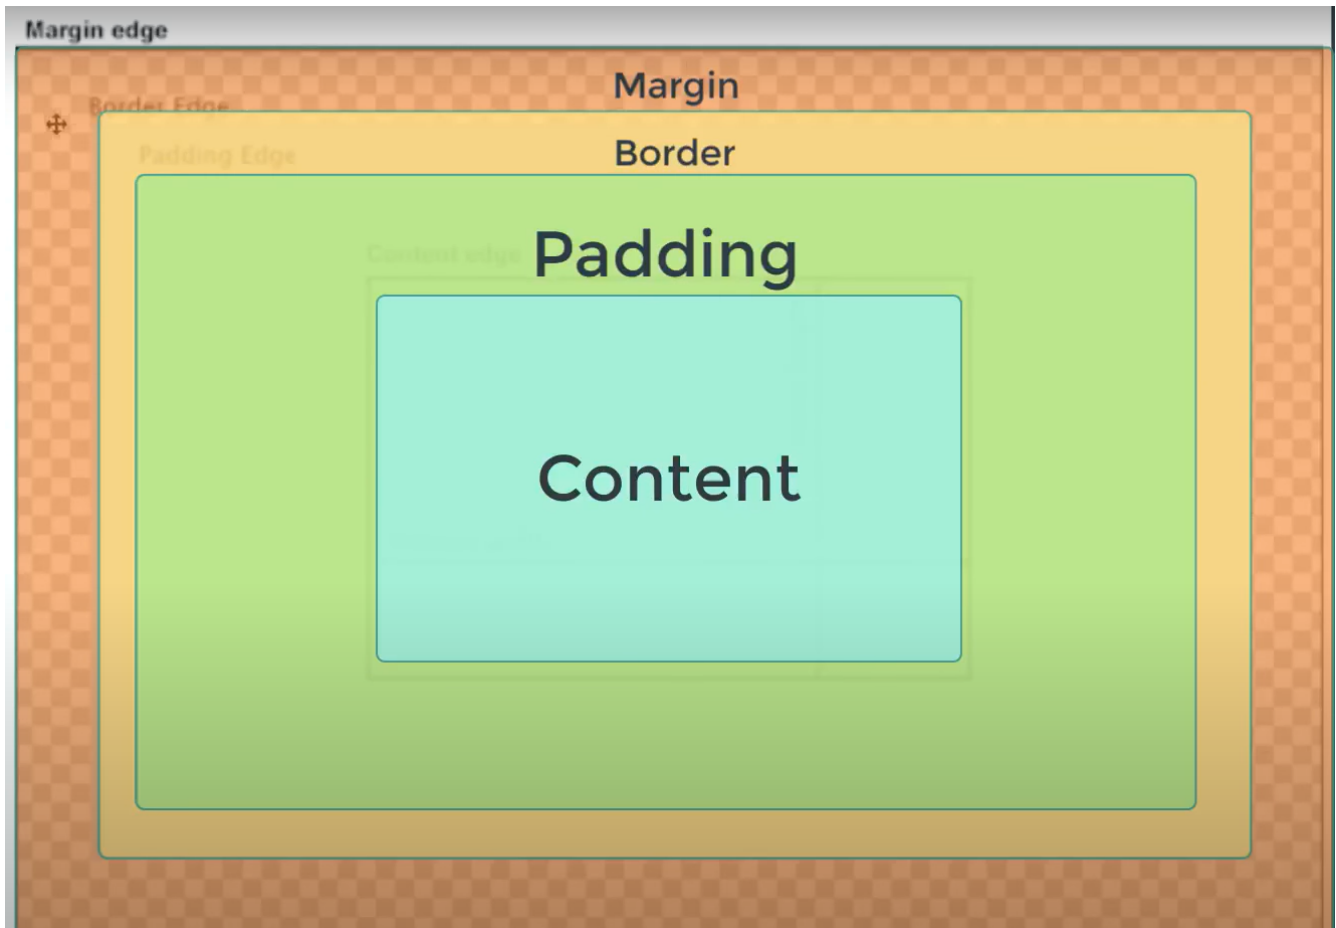 Margin edge
Margin
Border Edge
Border
Padding Edge
Padding
Content edge
Content